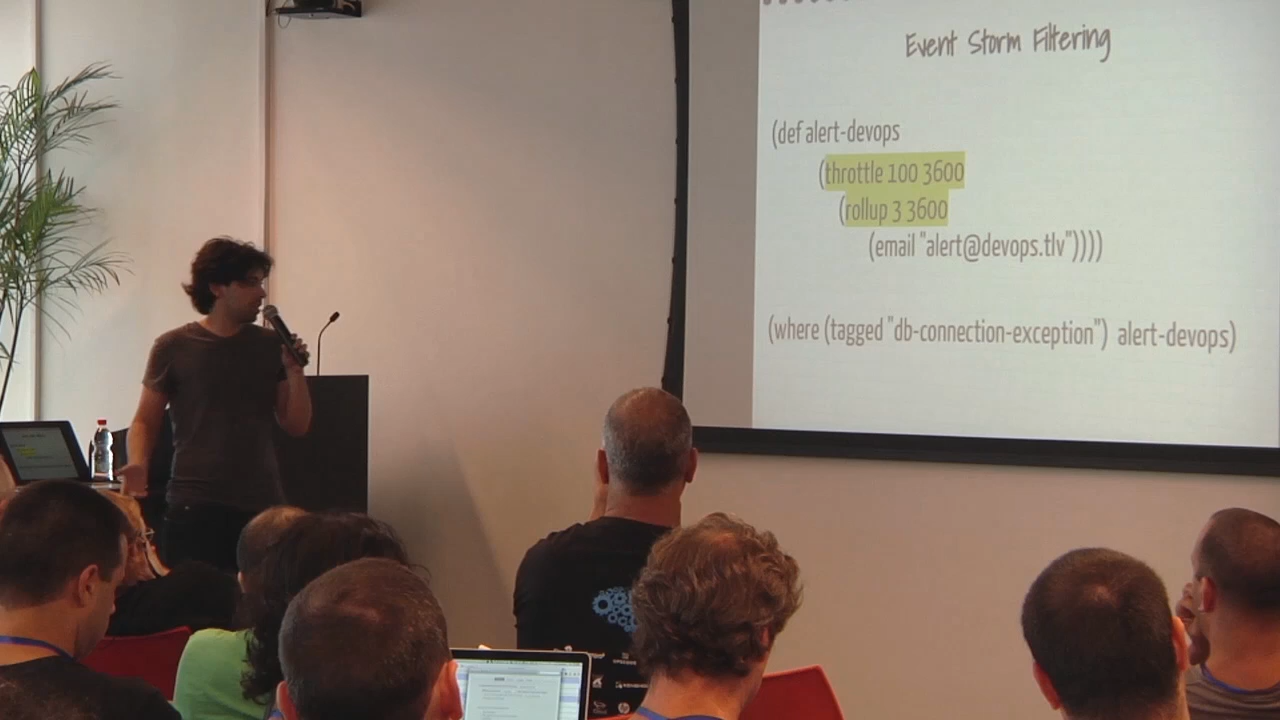 Event Storm Filtering
(def alert-devops
(throttle 100 3600
(rollup 3 3600
(email "alert@devops.tlv"))))
(where (tagged "db-connection-exception") alert-devops)